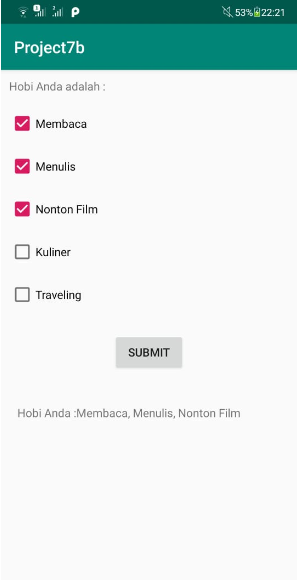 53% 22:21
Project7b
Hobi Anda adalah :
Membaca
Menulis
Nonton Film
Kuliner
Traveling
SUBMIT
Hobi Anda :Membaca, Menulis, Nonton Film